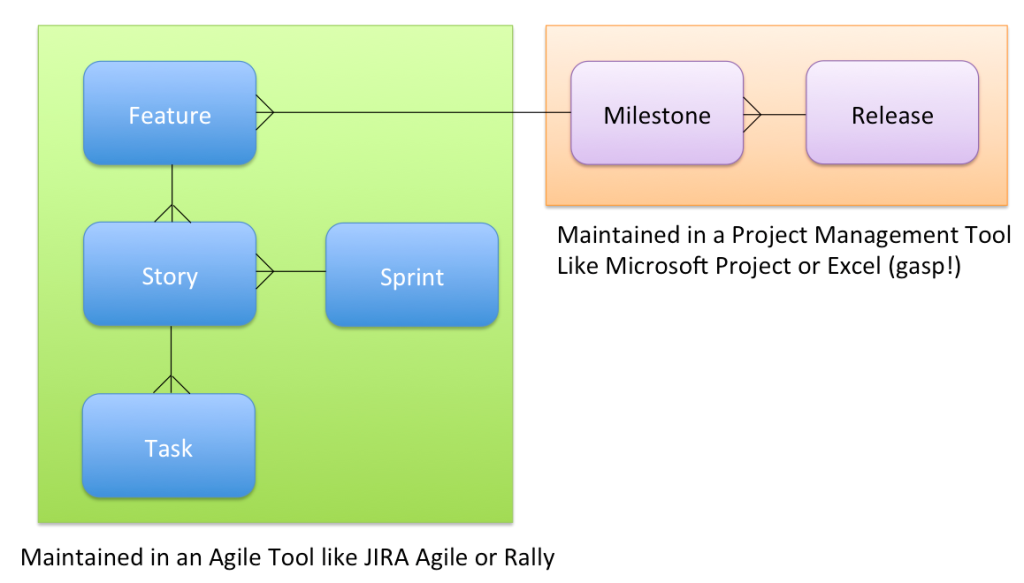 Feature
Milestone
Release
Maintained in a Project Management Tool
Like Microsoft Project or Excel (gasp!)
Story
Sprint
Task
Maintained in an Agile Tool like JIRA Agile or Rally